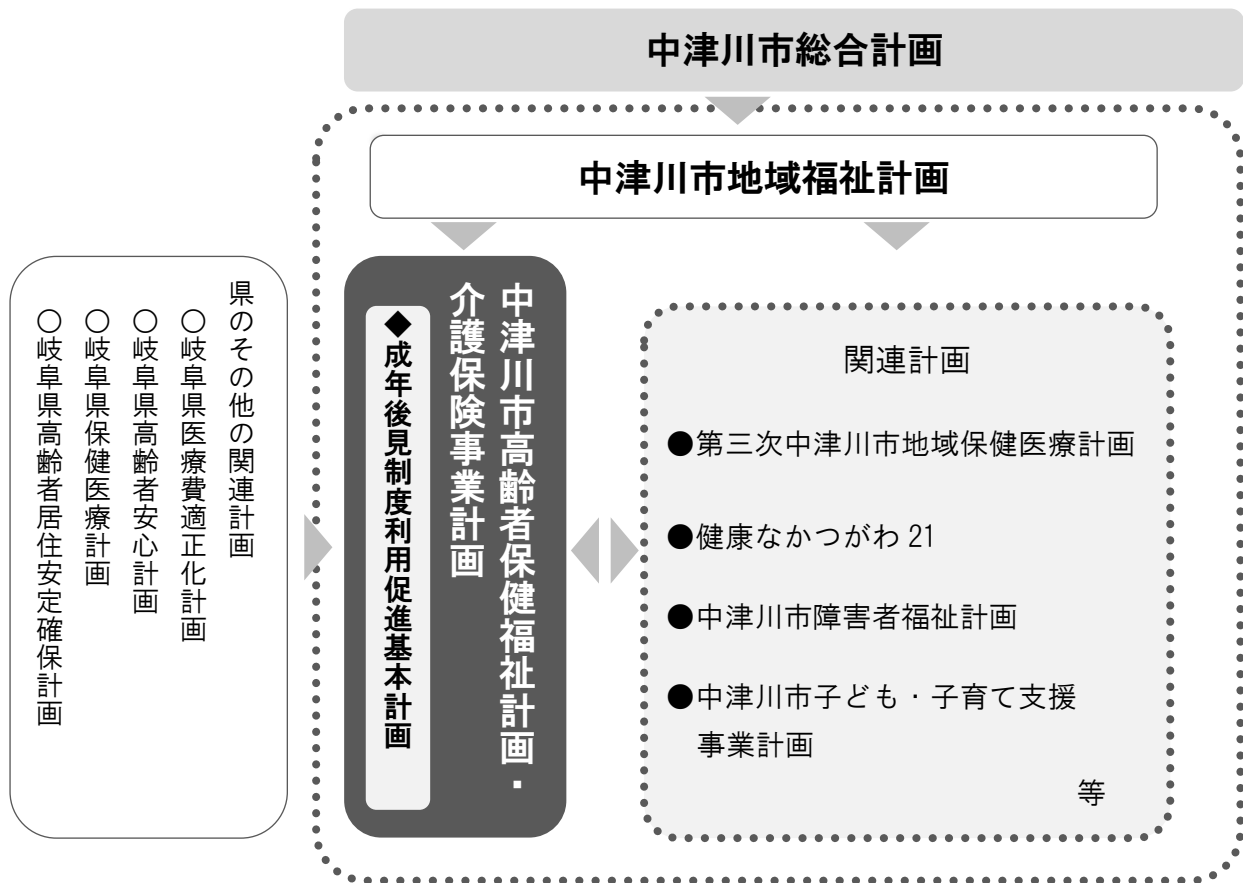 中津川市総合計画
中津川市地域福祉計画
県のその他の関連計画
○岐阜県医療費適正化計画
○岐阜県高齢者安心計画
○岐阜県保健医療計画
○岐阜県高齢者居住安定確保計画
中津川市高齢者保健福祉計画・
介護保険事業計画
◆成年後見制度利用促進基本計画
関連計画
●第三次中津川市地域保健医療計画
●健康なかつがわ 21
●中津川市障害者福祉計画
●中津川市子ども・子育て支援
事業計画
等